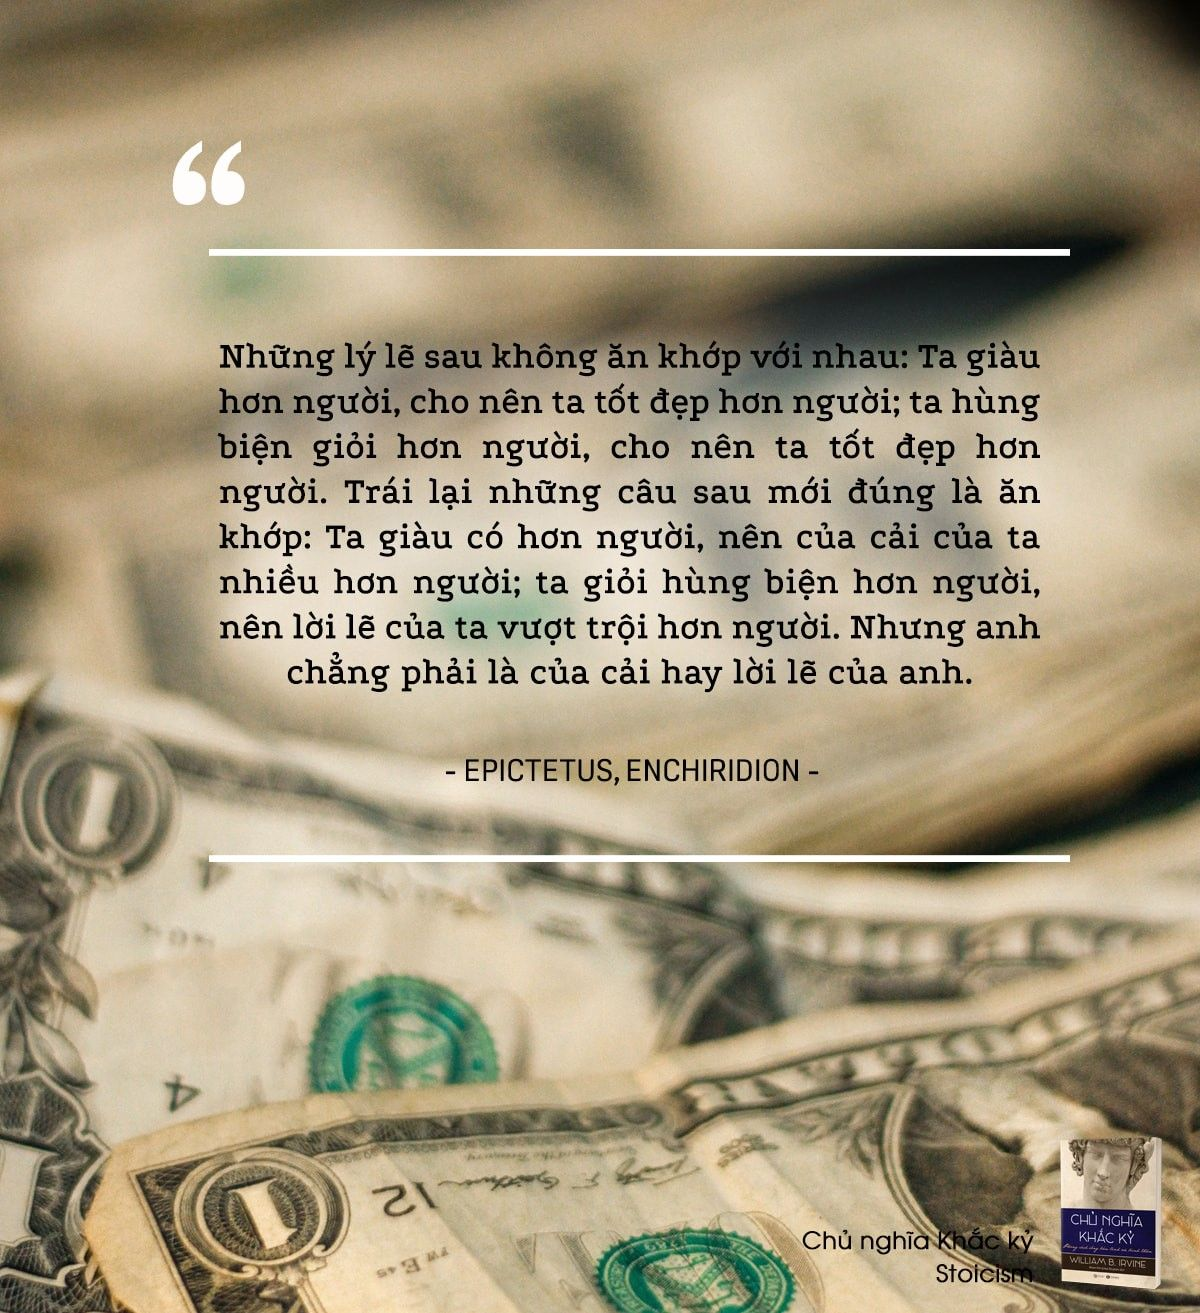 “
Những lý lẽ sau không ăn khớp với nhau: Ta giàu
hơn người, cho nên ta tốt đẹp hơn người; ta hùng
biện giỏi hơn người, cho nên ta tốt đẹp hơn
người. Trái lại những câu sau mới đúng là ăn
khớp: Ta giàu có hơn người, nên của cải của ta
nhiều hơn người; ta giỏi hùng biện hơn người,
nên lời lẽ của ta vượt trội hơn người. Nhưng anh
chẳng phải là của cải hay lời lẽ của anh.
- EPICTETUS, ENCHIRIDION -
1
4
4
1
12
Chủ nghĩa Khắc kỷ
Stoicism
CHỦ NGHĨA
KHẮC KỶ
WILLIAM B. IRVINE